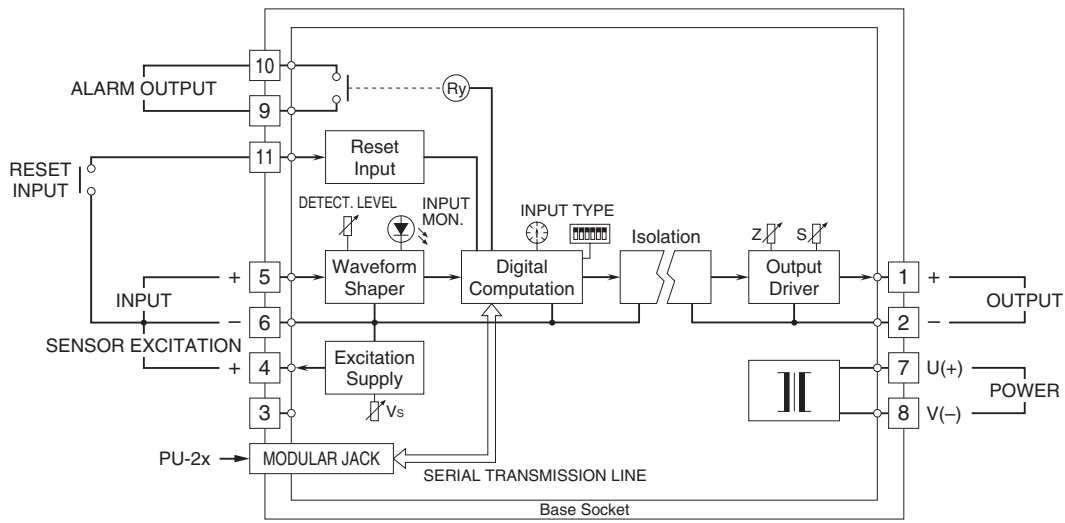 10
ALARM OUTPUT
Ry
9
11
Reset
Input
RESET
INPUT
DETECT. LEVEL
INPUT
MON.
INPUT TYPE
Isolation
Z
S
+
5
Waveform
Shaper
Digital
Computation
Output
Driver
1
+
INPUT
OUTPUT
–
6
2
–
SENSOR EXCITATION
+
4
Excitation
Supply
7
U(+)
POWER
3
Vs
8
V(–)
PU-2x
MODULAR JACK
SERIAL TRANSMISSION LINE
Base Socket